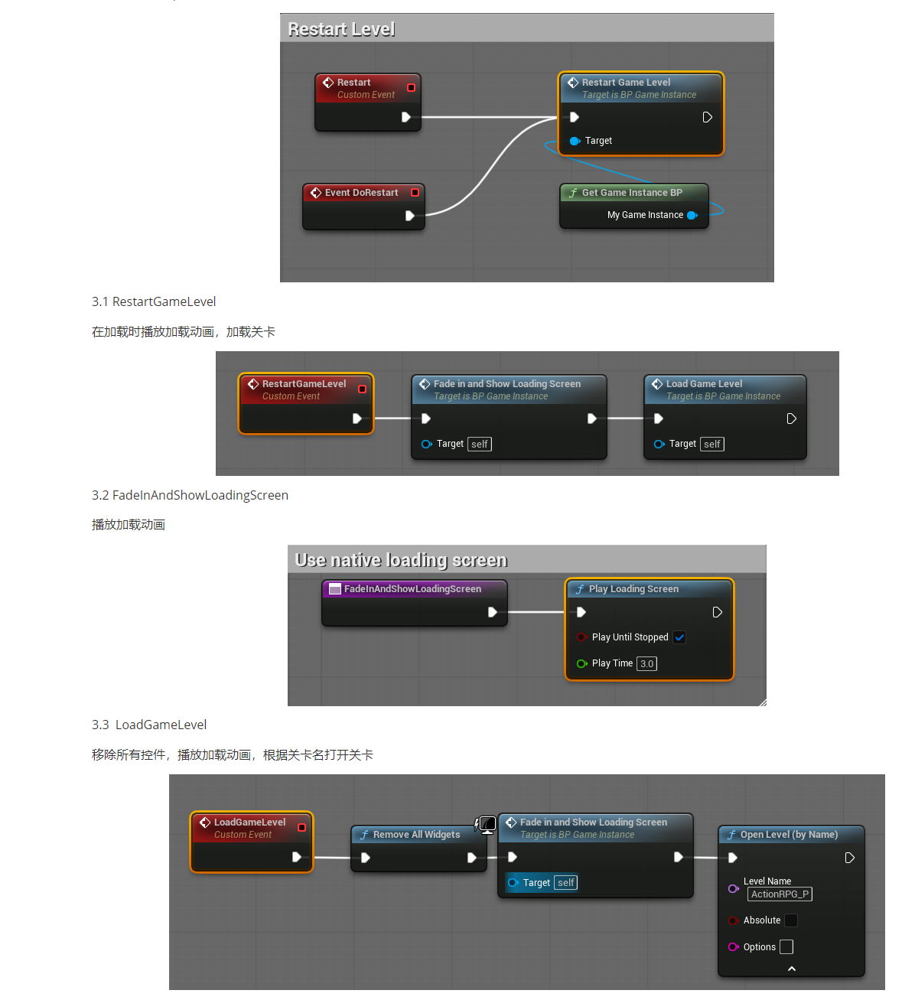 Restart Level
Restart
Custom Event
Restart Game Level
Target is BP Game Instance
Target
Event DoRestart
Get Game Instance BP
My Game Instance
3.1 RestartGameLevel
在加载时播放加载动画，加载关卡
RestartGameLevel
Custom Event
Fade in and Show Loading Screen
Target is BP Game Instance
Target self
Load Game Level
Target is BP Game Instance
Target self
3.2 FadeInAndShowLoadingScreen
播放加载动画
Use native loading screen
FadeInAndShowLoadingScreen
Play Loading Screen
Play Until Stopped
Play Time 3.0
3.3 LoadGameLevel
移除所有控件，播放加载动画，根据关卡名打开关卡
LoadGameLevel
Custom Event
Remove All Widgets
Fade in and Show Loading Screen
Target is BP Game Instance
Target self
Open Level (by Name)
Level Name
ActionRPG_P
Absolute
Options